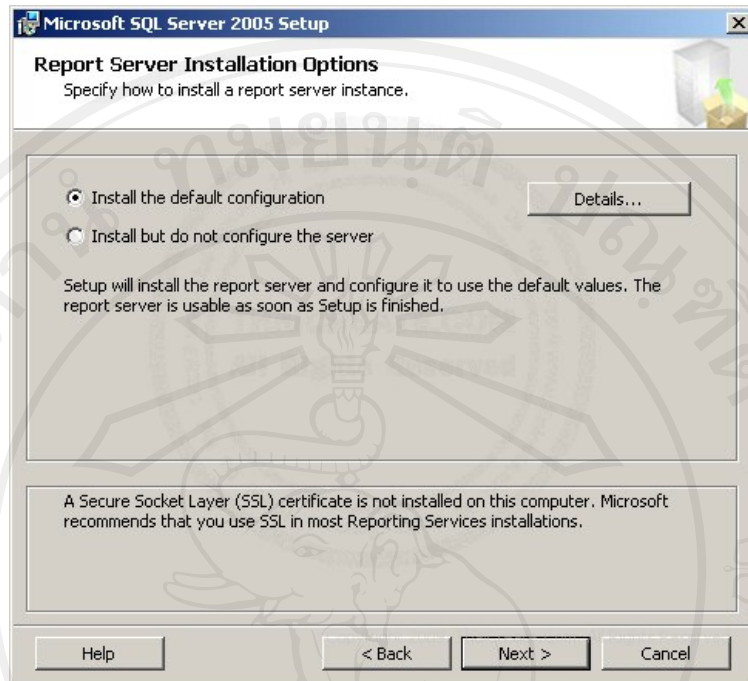 Microsoft SQL Server 2005 Setup
Report Server Installation Options
Specify how to install a report server instance.
Install the default configuration
Details...
Install but do not configure the server
Setup will install the report server and configure it to use the default values. The
report server is usable as soon as Setup is finished.
A Secure Socket Layer (SSL) certificate is not installed on this computer. Microsoft
recommends that you use SSL in most Reporting Services installations.
Help
< Back
Next >
Cancel